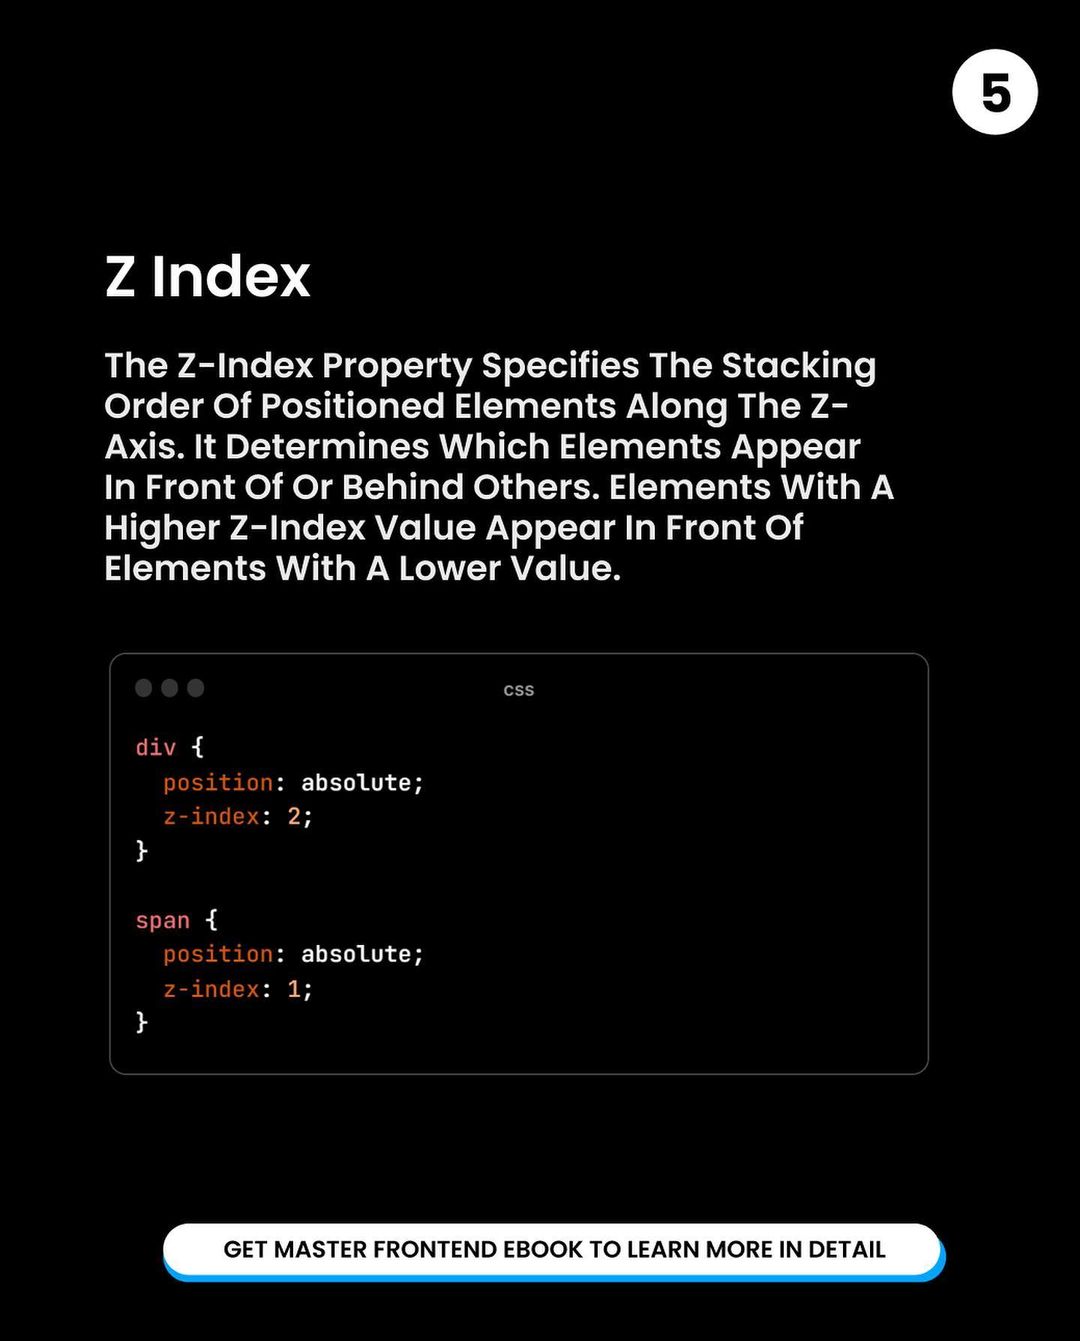 5
Z Index
The Z-Index Property Specifies The Stacking
Order Of Positioned Elements Along The Z-
Axis. It Determines Which Elements Appear
In Front Of Or Behind Others. Elements With A
Higher Z-Index Value Appear In Front Of
Elements With A Lower Value.
css
div {
  position: absolute;
  z-index: 2;
}
span {
  position: absolute;
  z-index: 1;
}
GET MASTER FRONTEND EBOOK TO LEARN MORE IN DETAIL